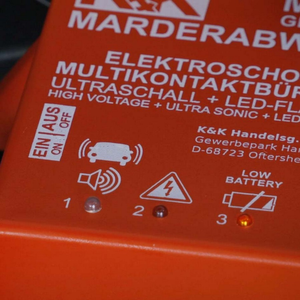 K&K
MARDERABW
ELEKTROSCHO
MULTIKONTAKTBÜR
ULTRASCHALL + LED-FL
HIGH VOLTAGE + ULTRA SONIC + LED
EIN | AUS
ON | OFF
K&K Handelsg.
Gewerbepark Ha
D-68723 Oftershe
LOW
BATTERY
1
2
3